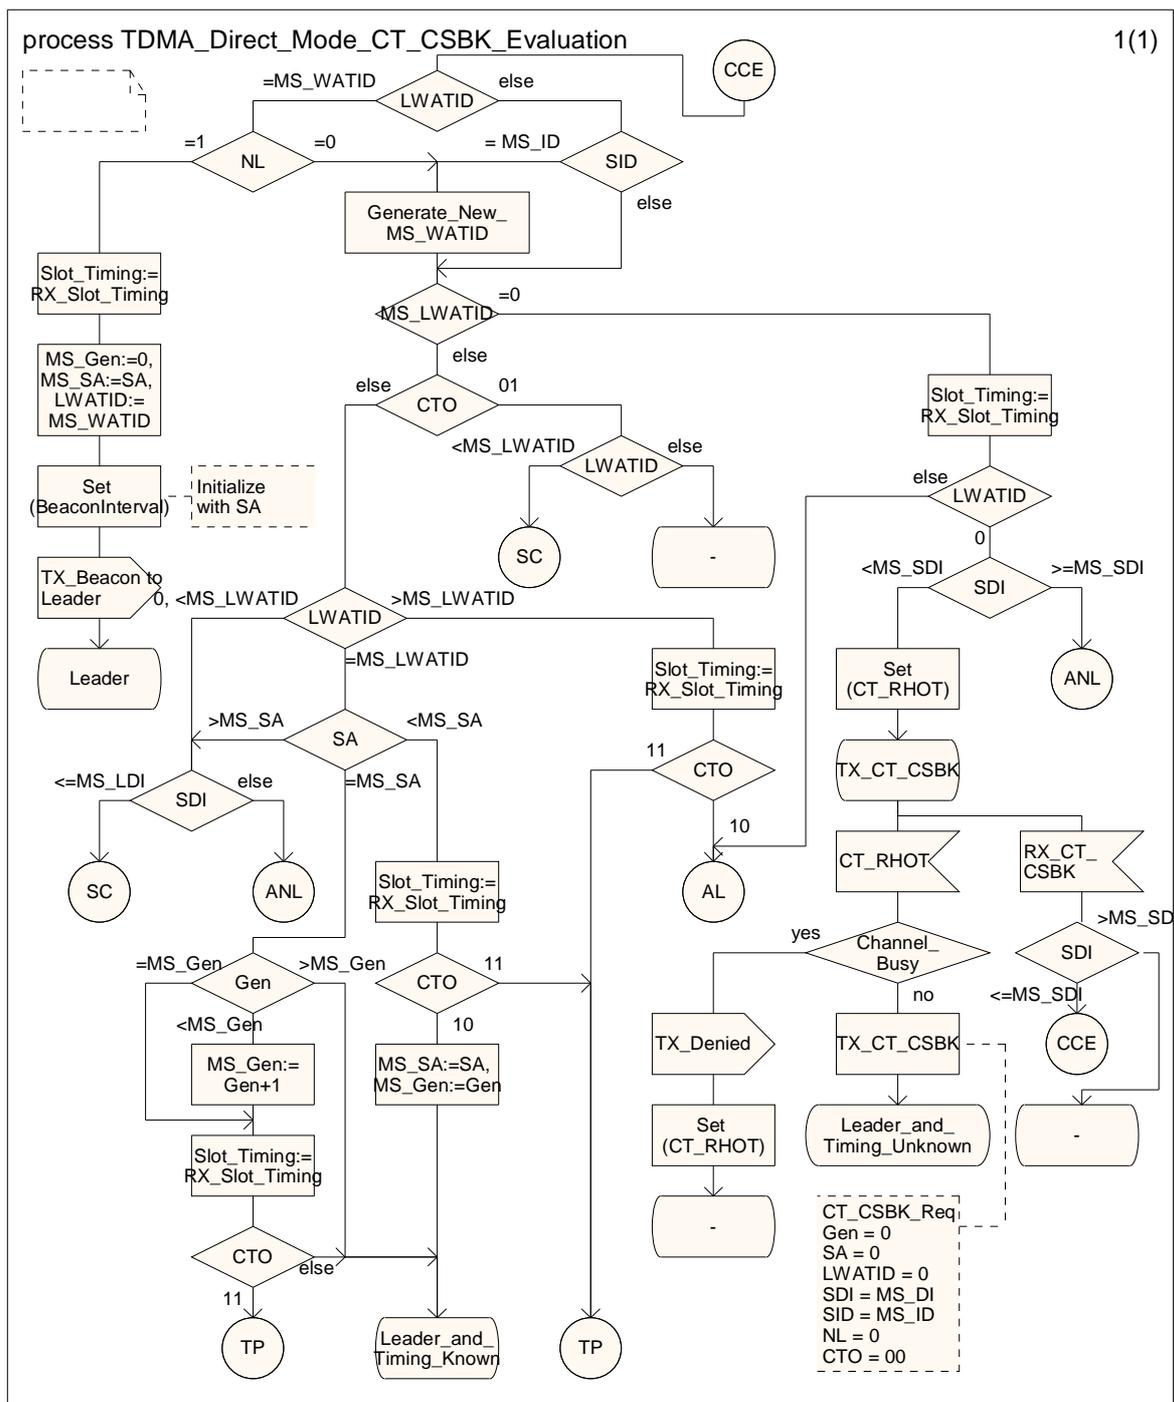 process TDMA_Direct_Mode_CT_CSBK_Evaluation
1(1)
CCE
=MS_WATID
LWATID
else
=1
NL
=0
= MS_ID
SID
else
Generate_New_
MS_WATID
Slot_Timing:=
RX_Slot_Timing
MS_LWATID
=0
else
MS_Gen:=0,
MS_SA:=SA,
LWATID:=
MS_WATID
else
CTO
01
Slot_Timing:=
RX_Slot_Timing
<MS_LWATID
LWATID
else
Set
(BeaconInterval)
Initialize
with SA
else
LWATID
0
SC
-
TX_Beacon to
Leader
<MS_SDI
SDI
>=MS_SDI
0, <MS_LWATID
LWATID
>MS_LWATID
=MS_LWATID
Leader
Slot_Timing:=
RX_Slot_Timing
Set
(CT_RHOT)
ANL
>MS_SA
SA
<MS_SA
=MS_SA
11
CTO
10
TX_CT_CSBK
<=MS_LDI
SDI
else
SC
ANL
Slot_Timing:=
RX_Slot_Timing
AL
CT_RHOT
RX_CT_
CSBK
yes
Channel_
Busy
no
>MS_SD
SDI
<=MS_SDI
=MS_Gen
Gen
>MS_Gen
<MS_Gen
CTO
11
10
MS_Gen:=
Gen+1
MS_SA:=SA,
MS_Gen:=Gen
TX_Denied
TX_CT_CSBK
CCE
Slot_Timing:=
RX_Slot_Timing
Set
(CT_RHOT)
Leader_and_
Timing_Unknown
-
-
CTO
else
11
TP
Leader_and_
Timing_Known
TP
CT_CSBK_Req
Gen = 0
SA = 0
LWATID = 0
SDI = MS_DI
SID = MS_ID
NL = 0
CTO = 00